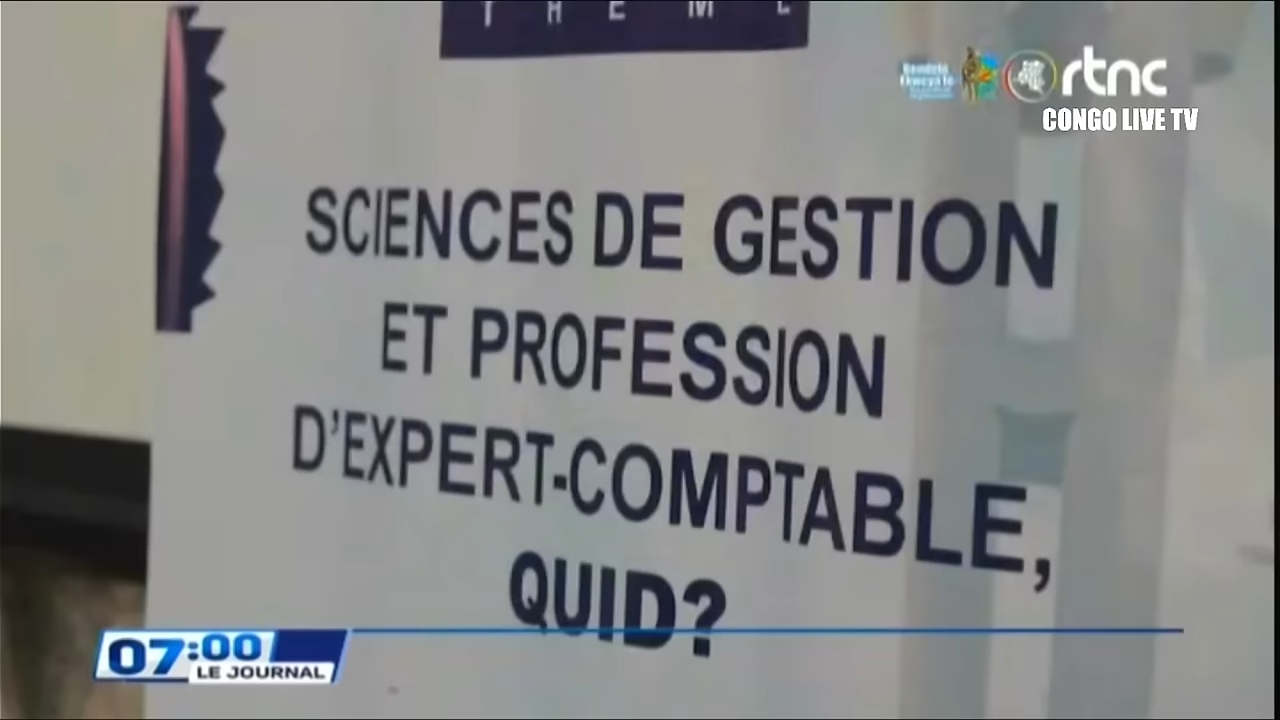 THEME
rtnc
CONGO LIVE TV
SCIENCES DE GESTION
ET PROFESSION
D'EXPERT-COMPTABLE,
QUID?
07:00
LE JOURNAL